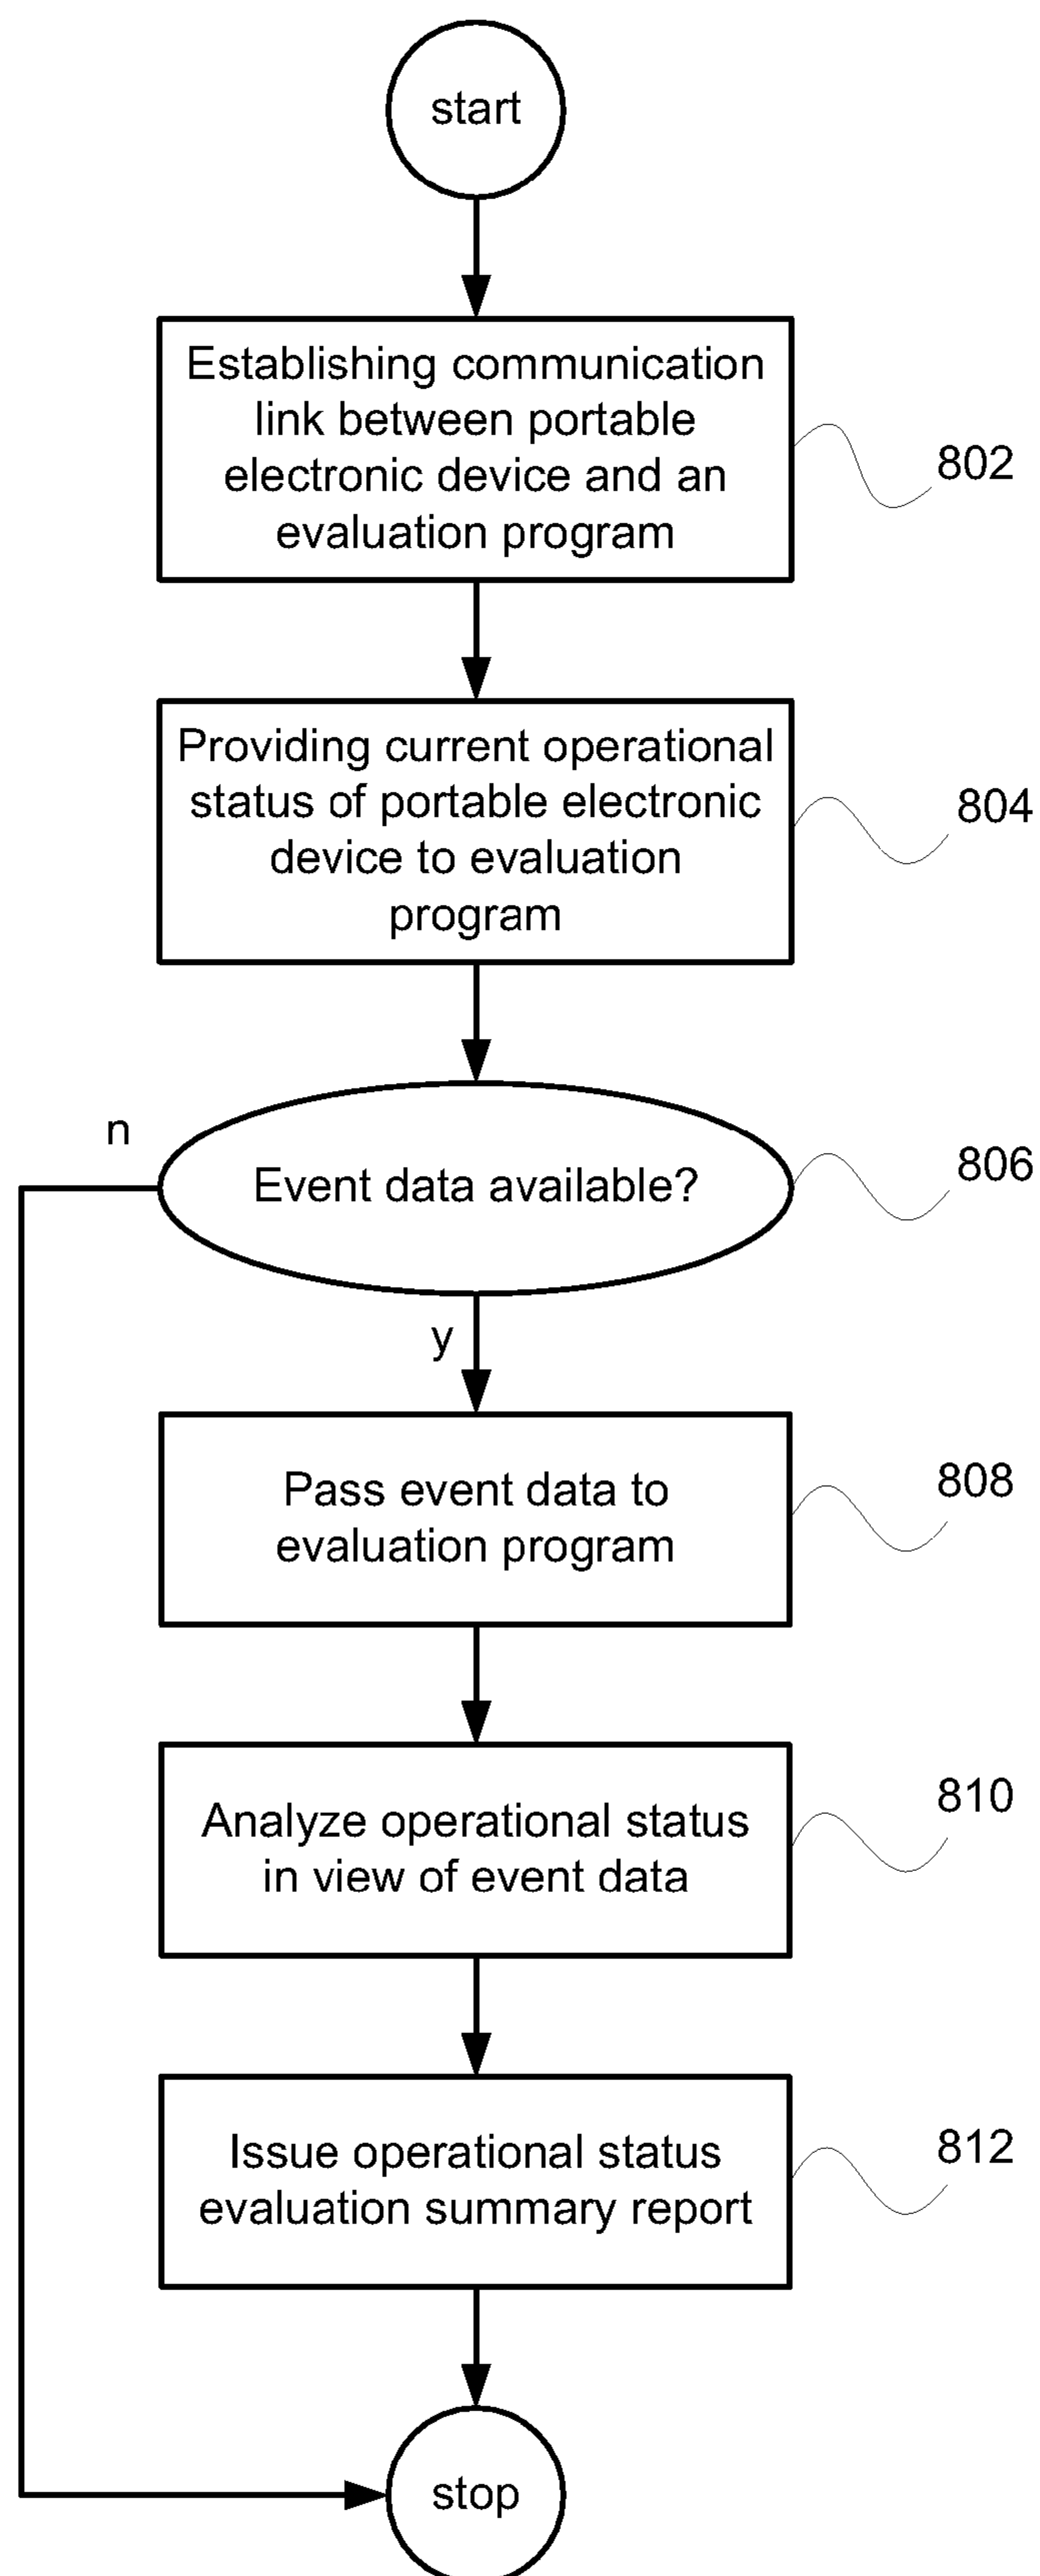 start
Establishing communication
link between portable
electronic device and an
evaluation program
802
Providing current operational
status of portable electronic
device to evaluation
program
804
n
Event data available?
806
y
Pass event data to
evaluation program
808
Analyze operational status
in view of event data
810
Issue operational status
evaluation summary report
812
stop